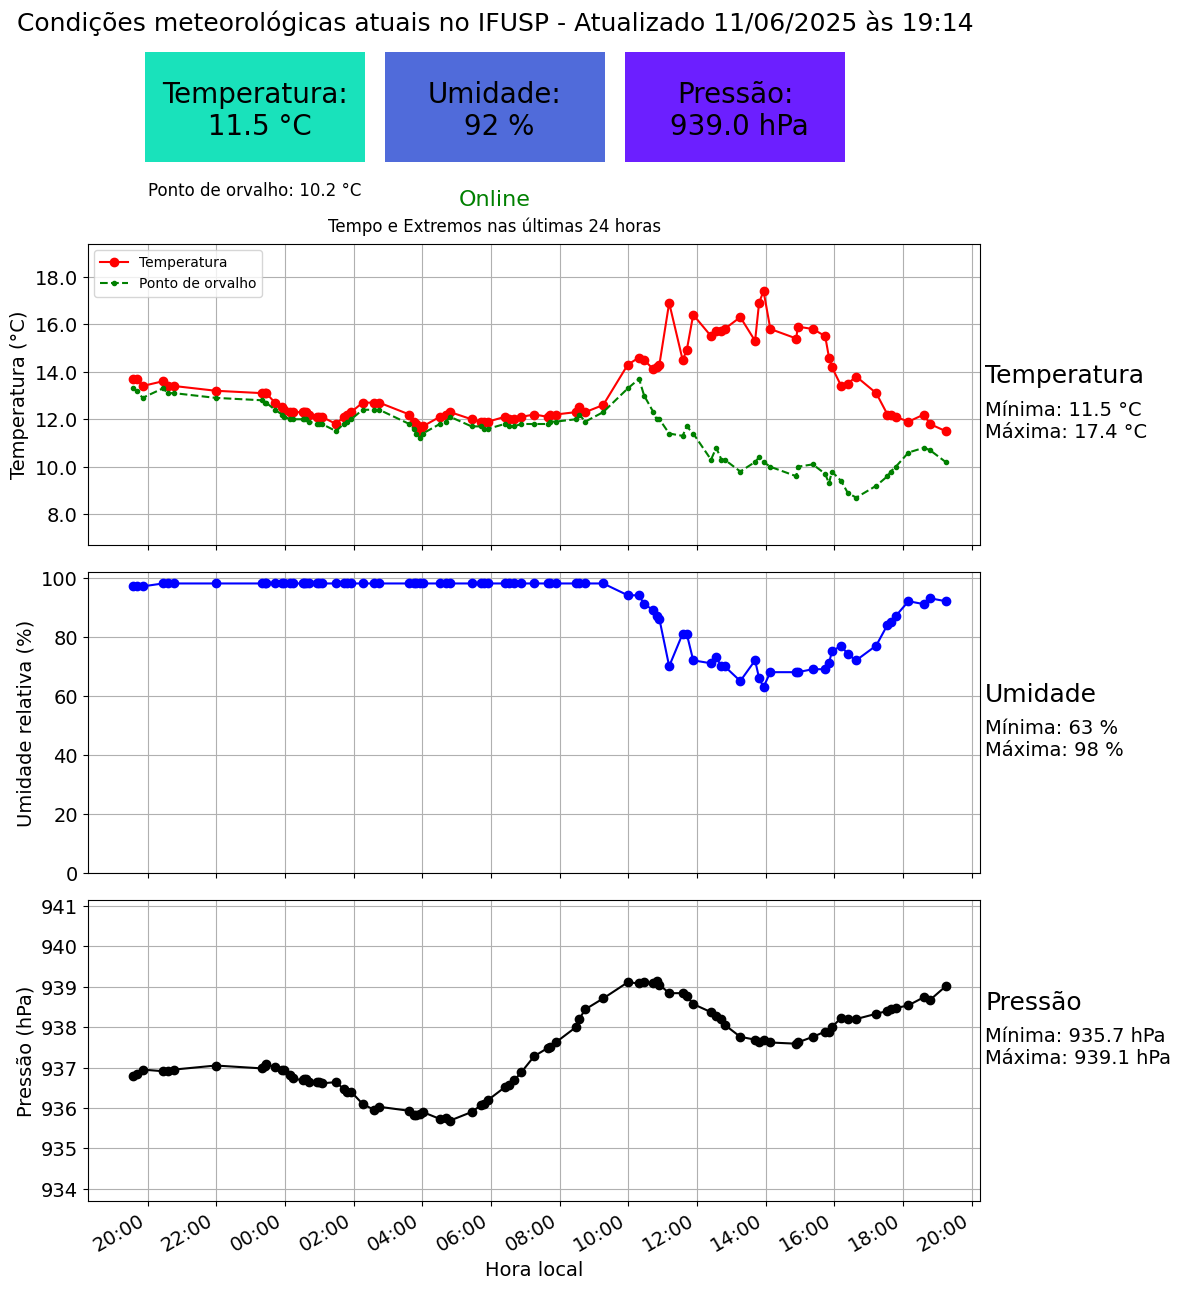 Condições meteorológicas atuais no IFUSP - Atualizado 11/06/2025 às 19:14
Temperatura:
11.5 °C
Umidade:
92 %
Pressão:
939.0 hPa
Ponto de orvalho: 10.2 °C
Online
Tempo e Extremos nas últimas 24 horas
Temperatura
Ponto de orvalho
Temperatura (°C)
18.0
16.0
14.0
12.0
10.0
8.0
Temperatura
Mínima: 11.5 °C
Máxima: 17.4 °C
Umidade relativa (%)
100
80
60
40
20
0
Umidade
Mínima: 63 %
Máxima: 98 %
Pressão (hPa)
941
940
939
938
937
936
935
934
Pressão
Mínima: 935.7 hPa
Máxima: 939.1 hPa
20:00 22:00 00:00 02:00 04:00 06:00 08:00 10:00 12:00 14:00 16:00 18:00 20:00
Hora local